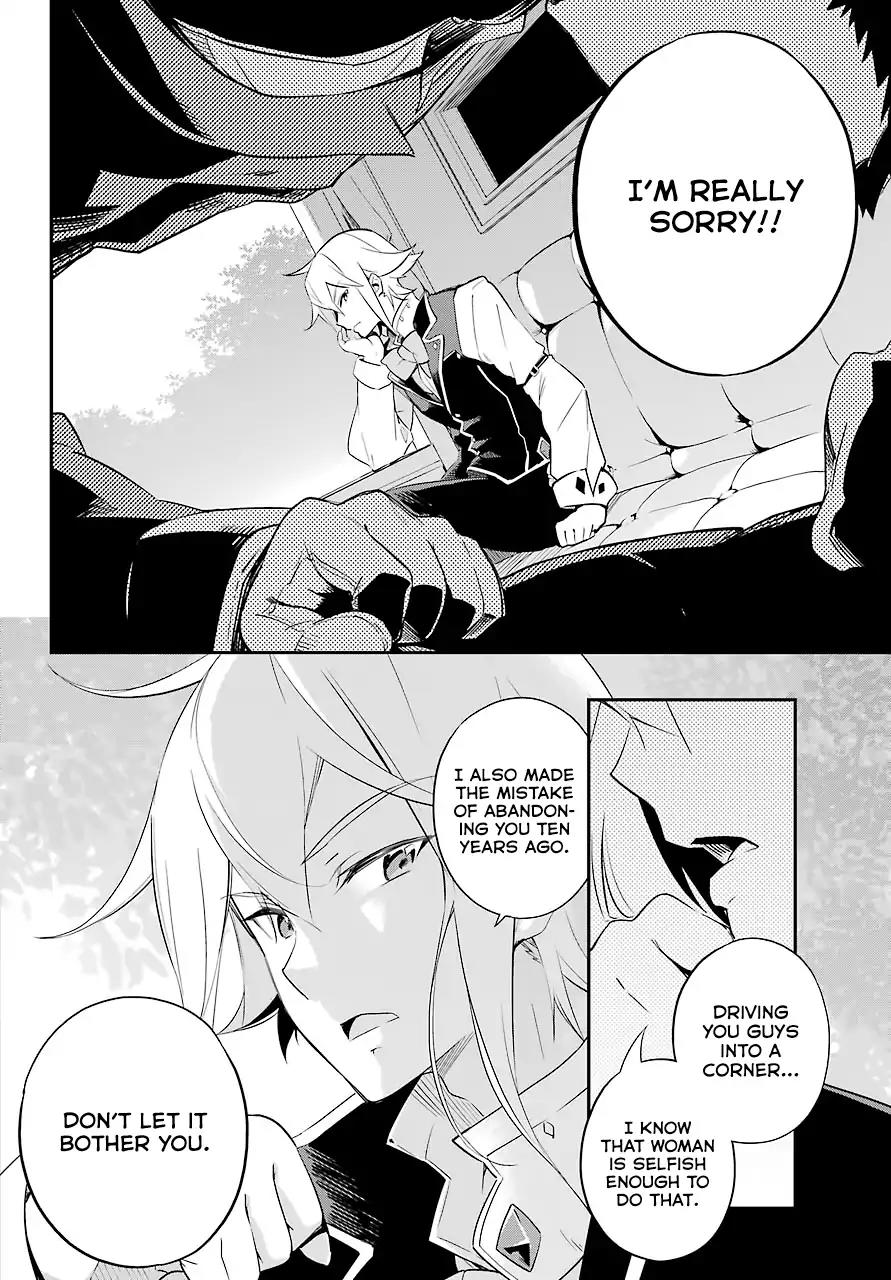 I'M REALLY
SORRY!!
DRIVING
YOU GUYS
INTO A
CORNER...
I KNOW
THAT WOMAN
IS SELFISH
ENOUGH TO
DO THAT.
I ALSO MADE
THE MISTAKE
OF ABANDON-
ING YOU TEN
YEARS AGO.
DON'T LET IT
BOTHER YOU.